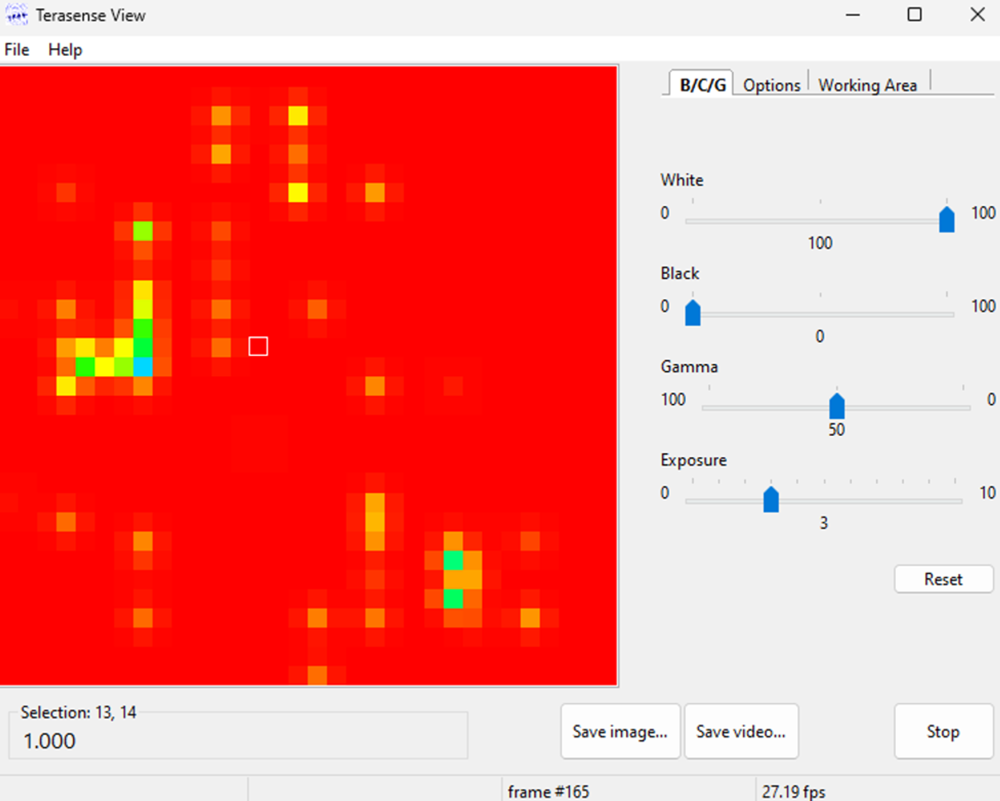 Terasense View
File Help
B/C/G Options Working Area
White
0 100
100
Black
0 100
0
Gamma
100 0
50
Exposure
0 10
3
Reset
Selection: 13, 14
1.000
Save image... Save video... Stop
frame #165 27.19 fps